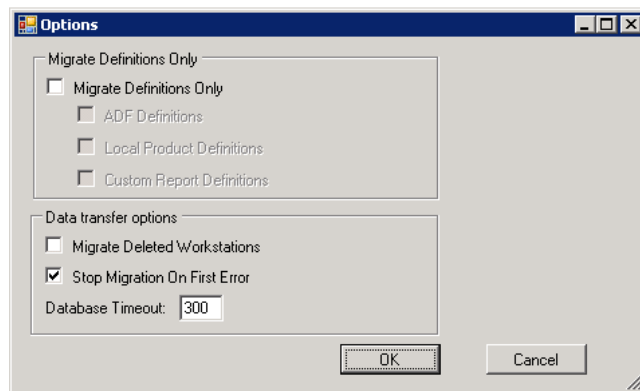 Options
Migrate Definitions Only
Migrate Definitions Only
ADF Definitions
Local Product Definitions
Custom Report Definitions
Data transfer options
Migrate Deleted Workstations
Stop Migration On First Error
Database Timeout: 300
OK Cancel